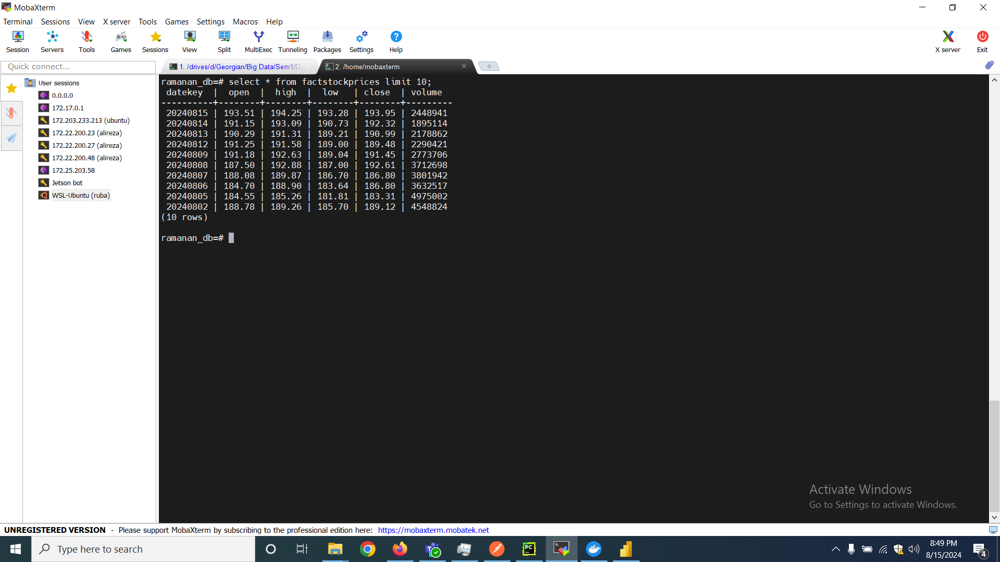 MobaXterm
Terminal Sessions View X server Tools Games Settings Macros Help
Session Servers Tools Games Sessions View Split MultiExec Tunneling Packages Settings Help X server Exit
Quick connect...
1. /drives/d/Georgian/Big Data/Sem1/D
2. /home/mobaxterm
User sessions
0.0.0.0
172.17.0.1
172.203.233.213 (ubuntu)
172.22.200.23 (alireza)
172.22.200.27 (alireza)
172.22.200.48 (alireza)
172.25.203.58
Jetson bot
WSL-Ubuntu (ruba)
ramanan_db=# select * from factstockprices limit 10;
 datekey  |  open  |  high  |  low   | close  | volume
----------+--------+--------+--------+--------+---------
 20240815 | 193.51 | 194.25 | 193.28 | 193.95 | 2448941
 20240814 | 191.15 | 193.09 | 190.73 | 192.32 | 1895114
 20240813 | 190.29 | 191.31 | 189.21 | 190.99 | 2178862
 20240812 | 191.25 | 191.58 | 189.00 | 189.48 | 2290421
 20240809 | 191.18 | 192.63 | 189.04 | 191.45 | 2773706
 20240808 | 187.50 | 192.88 | 187.00 | 192.61 | 3712698
 20240807 | 188.08 | 189.87 | 186.70 | 186.80 | 3801942
 20240806 | 184.70 | 188.90 | 183.64 | 186.80 | 3632517
 20240805 | 184.55 | 185.26 | 181.81 | 183.31 | 4975002
 20240802 | 188.78 | 189.26 | 185.70 | 189.12 | 4548824
(10 rows)
ramanan_db=#
Activate Windows
Go to Settings to activate Windows.
UNREGISTERED VERSION - Please support MobaXterm by subscribing to the professional edition here: https://mobaxterm.mobatek.net
Type here to search
PC
8:49 PM
8/15/2024
4